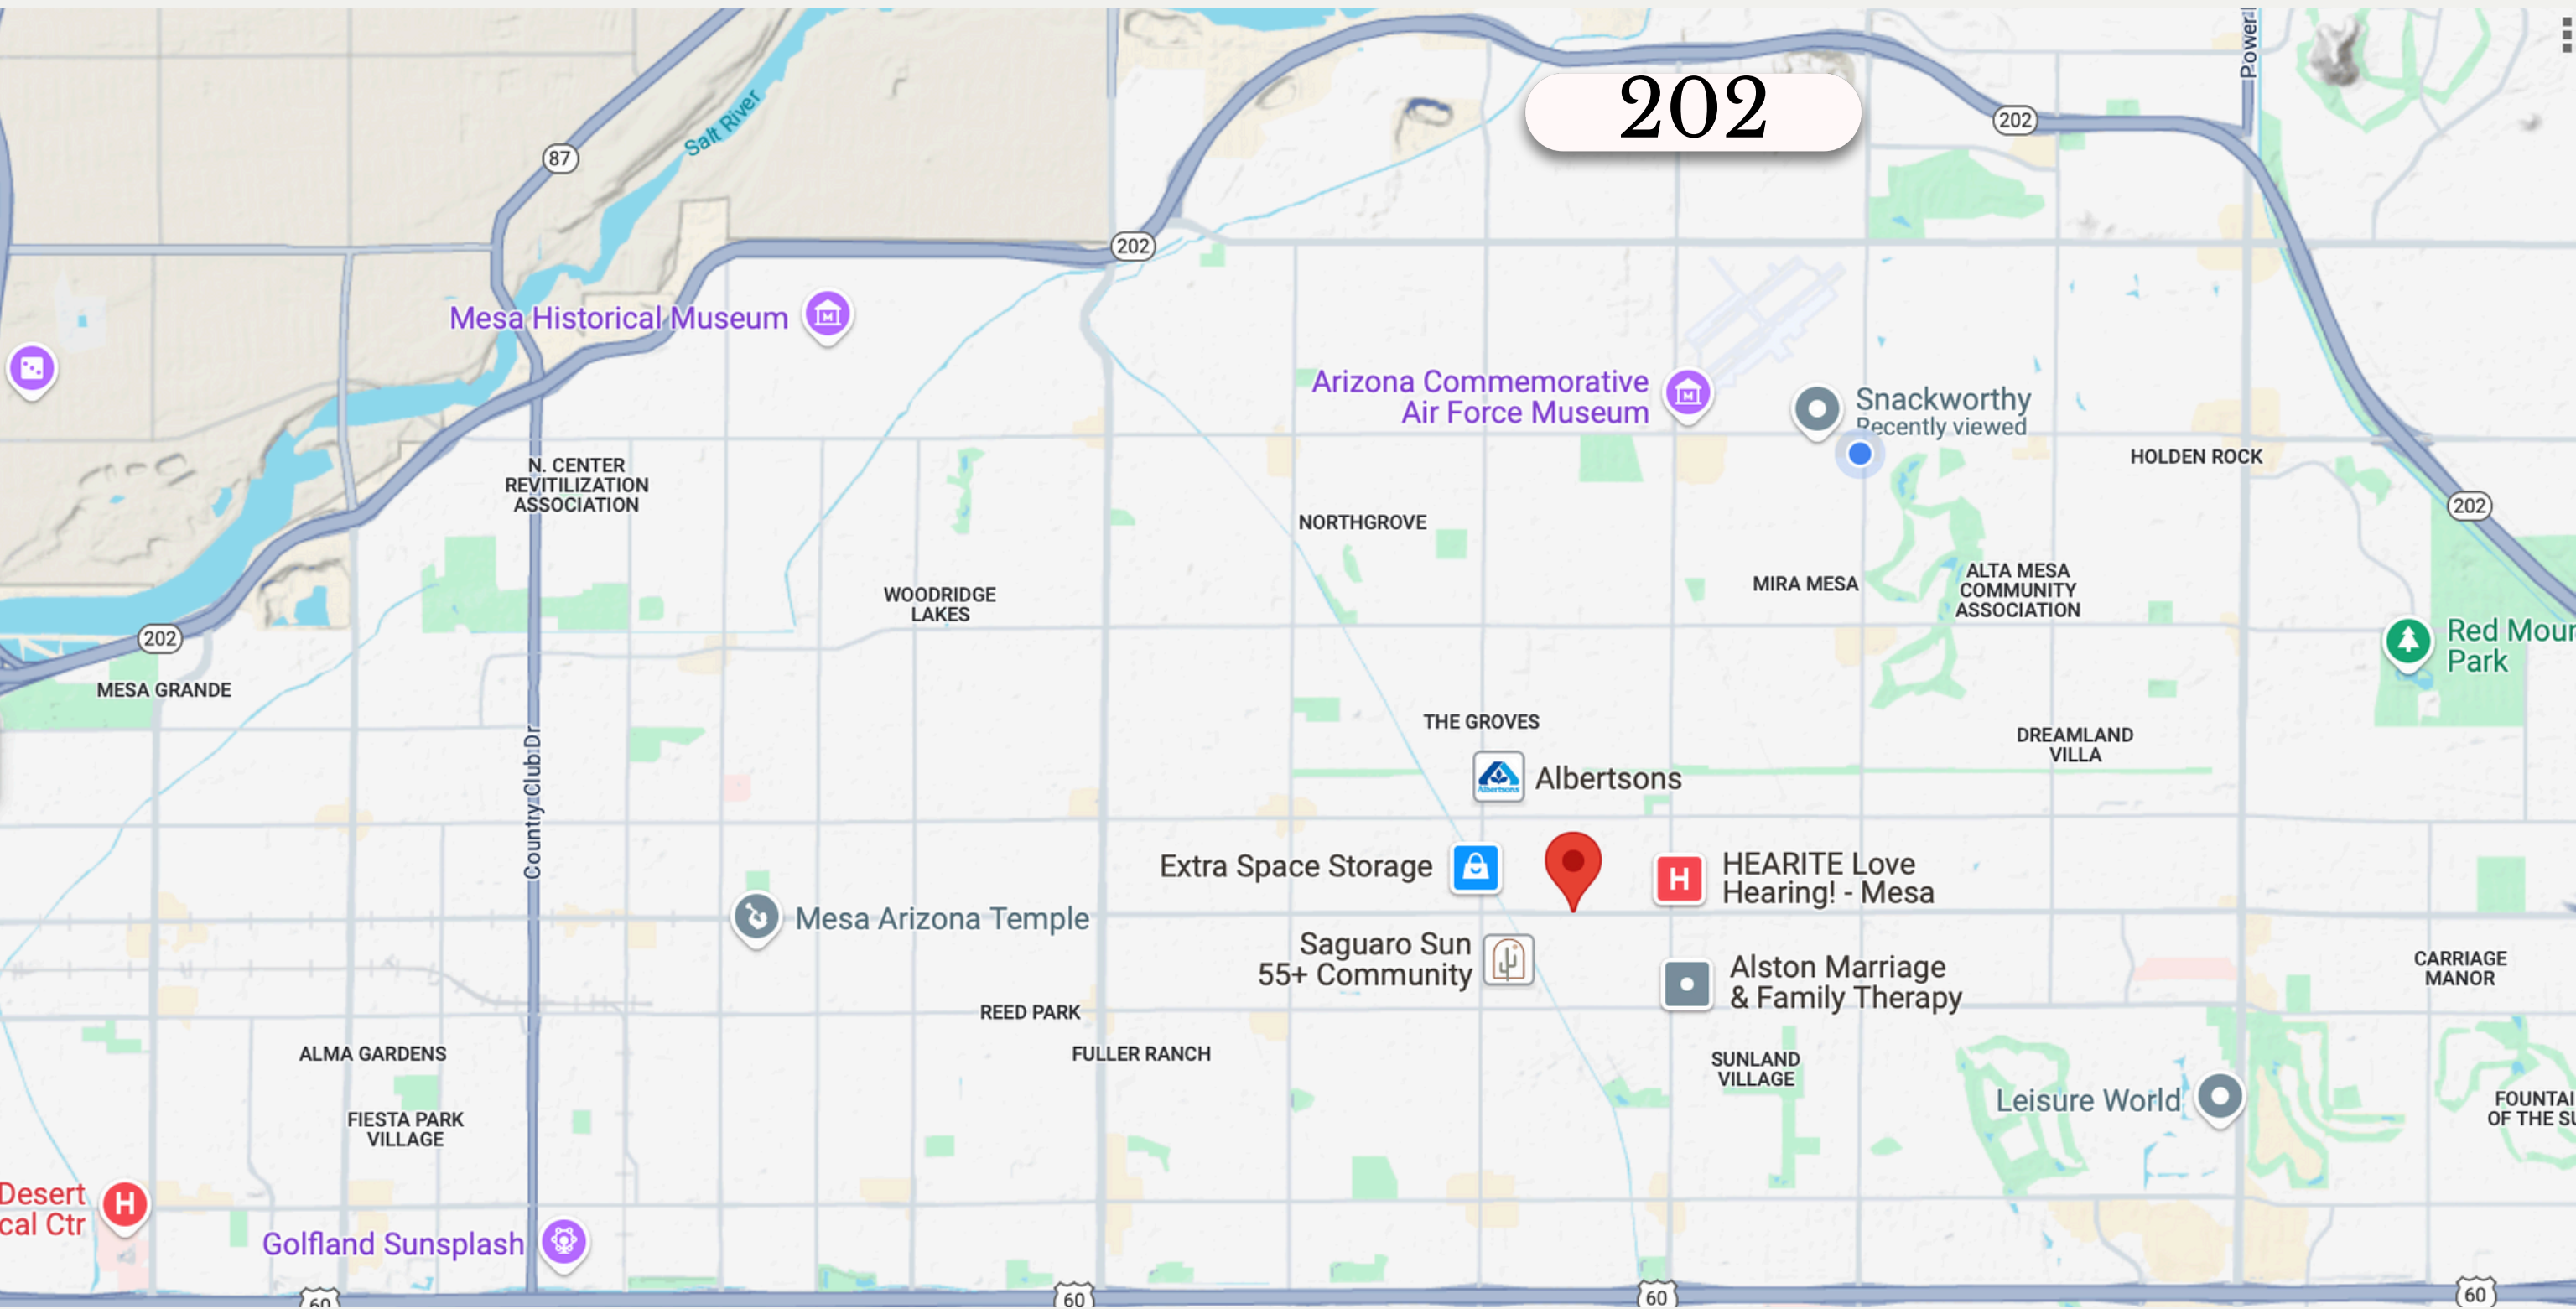 Power
202
202
87
Salt River
202
Mesa Historical Museum
Arizona Commemorative
Air Force Museum
Snackworthy
Recently viewed
HOLDEN ROCK
N. CENTER
REVITILIZATION
ASSOCIATION
202
NORTHGROVE
MIRA MESA
ALTA MESA
COMMUNITY
ASSOCIATION
WOODRIDGE
LAKES
202
Red Moun
Park
MESA GRANDE
THE GROVES
DREAMLAND
VILLA
Albertsons
Albertsons
Country Club Dr
Extra Space Storage
HEARITE Love
Hearing! - Mesa
Mesa Arizona Temple
Saguaro Sun
55+ Community
Alston Marriage
& Family Therapy
CARRIAGE
MANOR
REED PARK
ALMA GARDENS
FULLER RANCH
SUNLAND
VILLAGE
Leisure World
FOUNTAI
OF THE SU
FIESTA PARK
VILLAGE
Desert
cal Ctr
Golfland Sunsplash
60
60
60
60